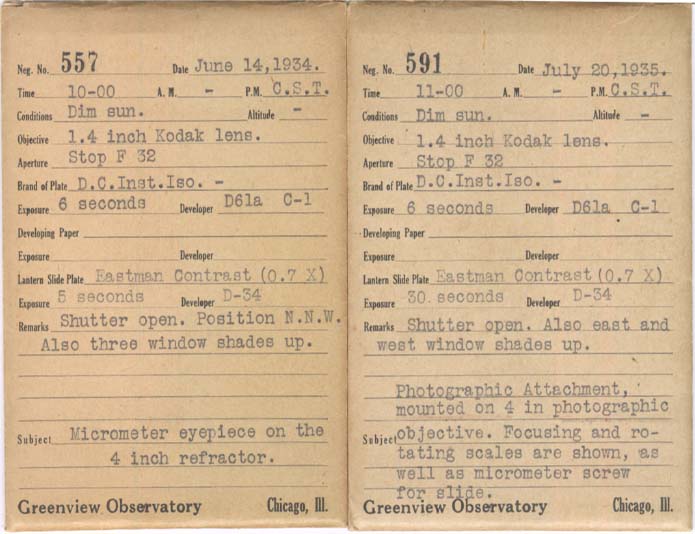 Neg. No. 557 Date June 14,1934.
Time 10-00 A. M. - P.M. C.S.T.
Conditions Dim sun. Altitude -
Objective 1.4 inch Kodak lens.
Aperture Stop F 32
Brand of Plate D.C.Inst.Iso. -
Exposure 6 seconds Developer D61a C-1
Developing Paper
Exposure Developer
Lantern Slide Plate Eastman Contrast (0.7 X)
Exposure 5 seconds Developer D-34
Remarks Shutter open. Position N.N.W.
Also three window shades up.
Subject Micrometer eyepiece on the
4 inch refractor.
Greenview Observatory Chicago, Ill.
Neg. No. 591 Date July 20,1935.
Time 11-00 A. M. - P.M. C.S.T.
Conditions Dim sun. Altitude -
Objective 1.4 inch Kodak lens.
Aperture Stop F 32
Brand of Plate D.C.Inst.Iso. -
Exposure 6 seconds Developer D61a C-1
Developing Paper
Exposure Developer
Lantern Slide Plate Eastman Contrast (0.7 X)
Exposure 30 seconds Developer D-34
Remarks Shutter open. Also east and
west window shades up.
Photographic Attachment,
mounted on 4 in photographic
Subject objective. Focusing and ro-
tating scales are shown, as
well as micrometer screw
for slide.
Greenview Observatory Chicago, Ill.